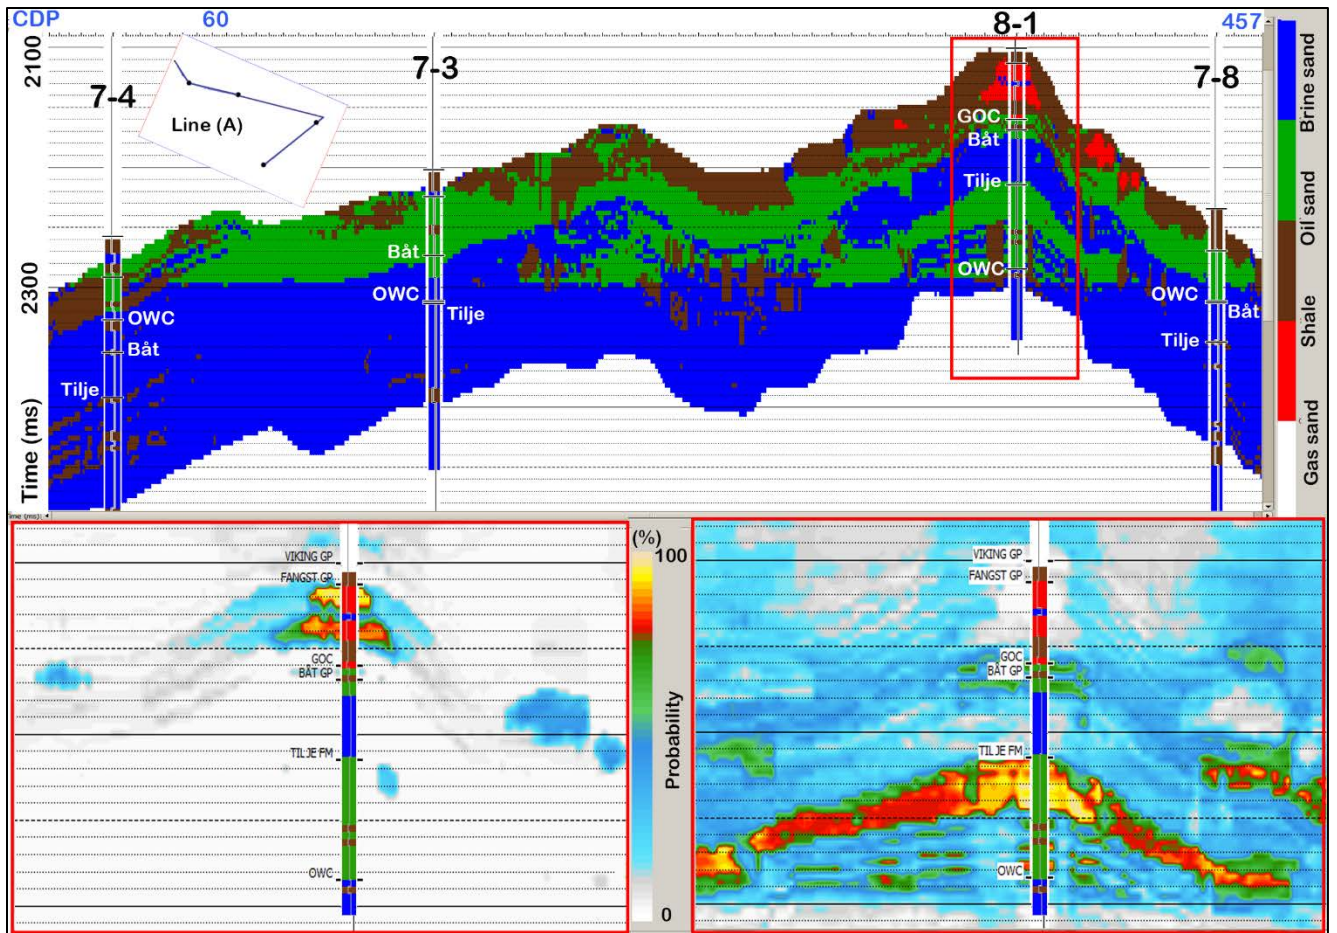 CDP 60 457
2100
2300
Time (ms)
7-4
7-3
8-1
7-8
Line (A)
GOC
Båt
Tilje
OWC
Båt
OWC
Tilje
OWC
Båt
Tilje
OWC
Båt
Tilje
Brine sand
Oil sand
Shale
Gas sand
Time (ms)
VIKING GP
FANGST GP
GOC
BÅT GP
TILJE FM
OWC
(%)
100
Probability
0
VIKING GP
FANGST GP
GOC
BÅT GP
TILJE FM
OWC